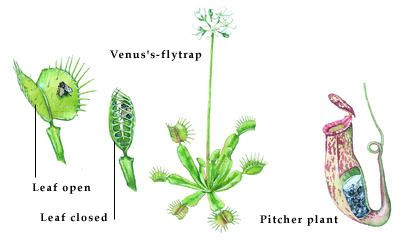 Venus's-flytrap
Leaf open
Leaf closed
Pitcher plant